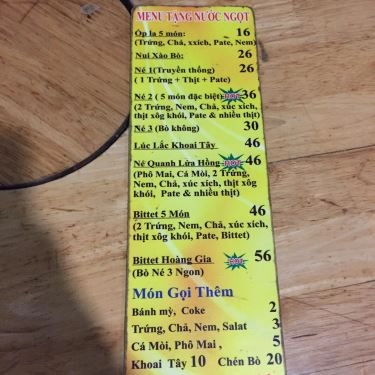 MENU TẶNG NƯỚC NGỌT
Ốp la 5 món: 16
(Trứng, Chả, xxích, Pate, Nem)
Nui Xào Bò: 26
Né 1(Truyền thống) 26
( 1 Trứng + Thịt + Pate)
Né 2 ( 5 món đặc biệt) HOT 36
(2 Trứng, Nem, Chả, xúc xích,
thịt xông khói, Pate & nhiều thịt)
Né 3 (Bò không) 30
Lúc Lắc Khoai Tây 46
Né Quanh Lửa Hồng HOT 46
(Phô Mai, Cá Mòi, 2 Trứng,
Nem, Chả, xúc xích, thịt xôg
khói, Pate & nhiều thịt)
Bittet 5 Món 46
(2 Trứng, Nem, Chả, xúc xích,
thịt xôg khói, Pate, Bittet)
Bittet Hoàng Gia HOT 56
(Bò Né 3 Ngon)
Món Gọi Thêm
Bánh mỳ, Coke 2
Trứng, Chả, Nem, Salat 3
Cá Mòi, Phô Mai , 5
Khoai Tây 10 Chén Bò 20